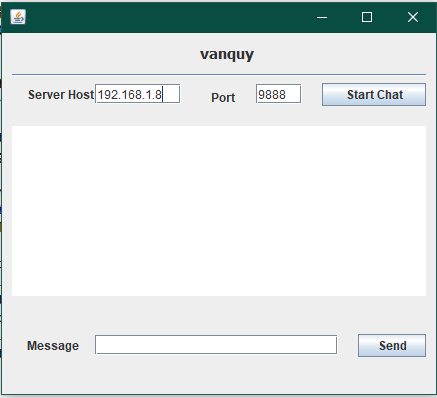 vanquy
Server Host 192.168.1.8 Port 9888 Start Chat
Message Send